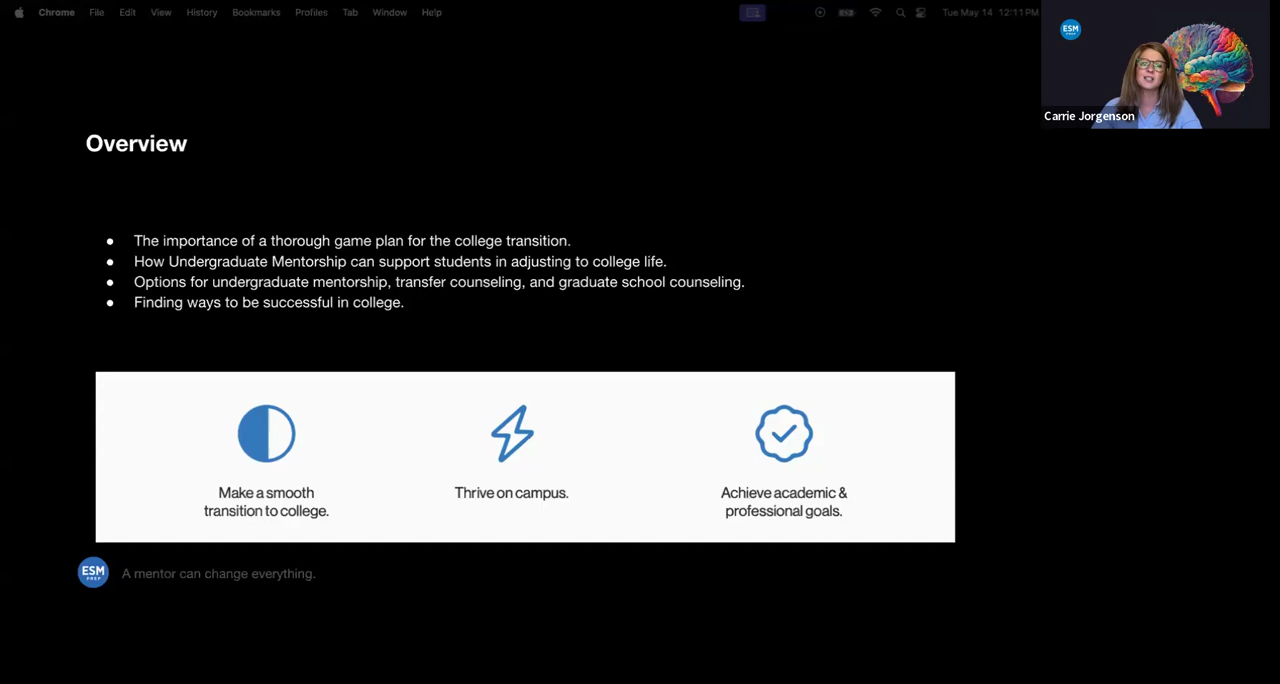 Chrome File Edit View History Bookmarks Profiles Tab Window Help Tue May 14 12:11 PM
ESM
PREP
Carrie Jorgenson
Overview
● The importance of a thorough game plan for the college transition.
● How Undergraduate Mentorship can support students in adjusting to college life.
● Options for undergraduate mentorship, transfer counseling, and graduate school counseling.
● Finding ways to be successful in college.
Make a smooth
transition to college.
Thrive on campus.
Achieve academic &
professional goals.
ESM
PREP
A mentor can change everything.